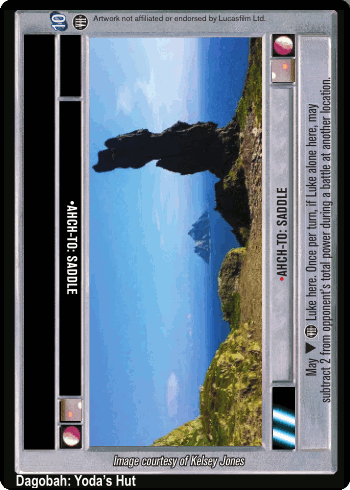 10
Artwork not affiliated or endorsed by Lucasfilm Ltd.
•AHCH-TO: SADDLE
•AHCH-TO: SADDLE
May ▼ Luke here. Once per turn, if Luke alone here, may
subtract 2 from opponent's total power during a battle at another location.
Image courtesy of Kelsey Jones
Dagobah: Yoda's Hut